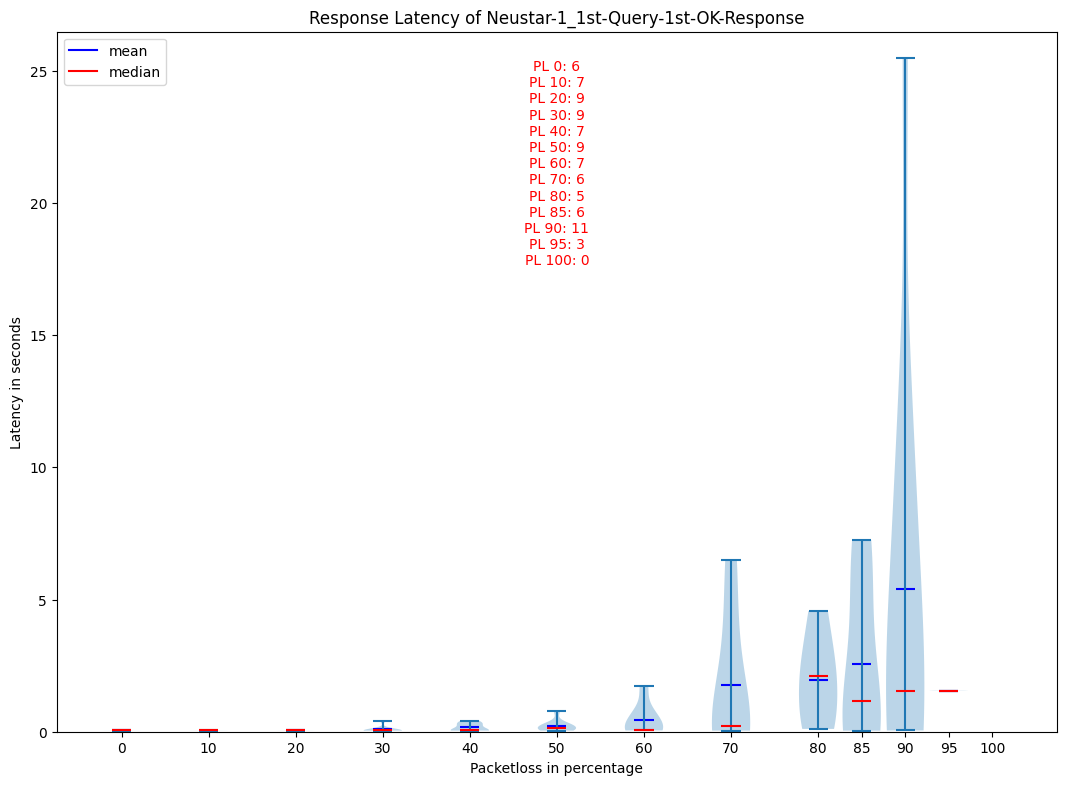 Response Latency of Neustar-1_1st-Query-1st-OK-Response
mean
median
PL 0: 6
PL 10: 7
PL 20: 9
PL 30: 9
PL 40: 7
PL 50: 9
PL 60: 7
PL 70: 6
PL 80: 5
PL 85: 6
PL 90: 11
PL 95: 3
PL 100: 0
Latency in seconds
25
20
15
10
5
0
0 10 20 30 40 50 60 70 80 85 90 95 100
Packetloss in percentage